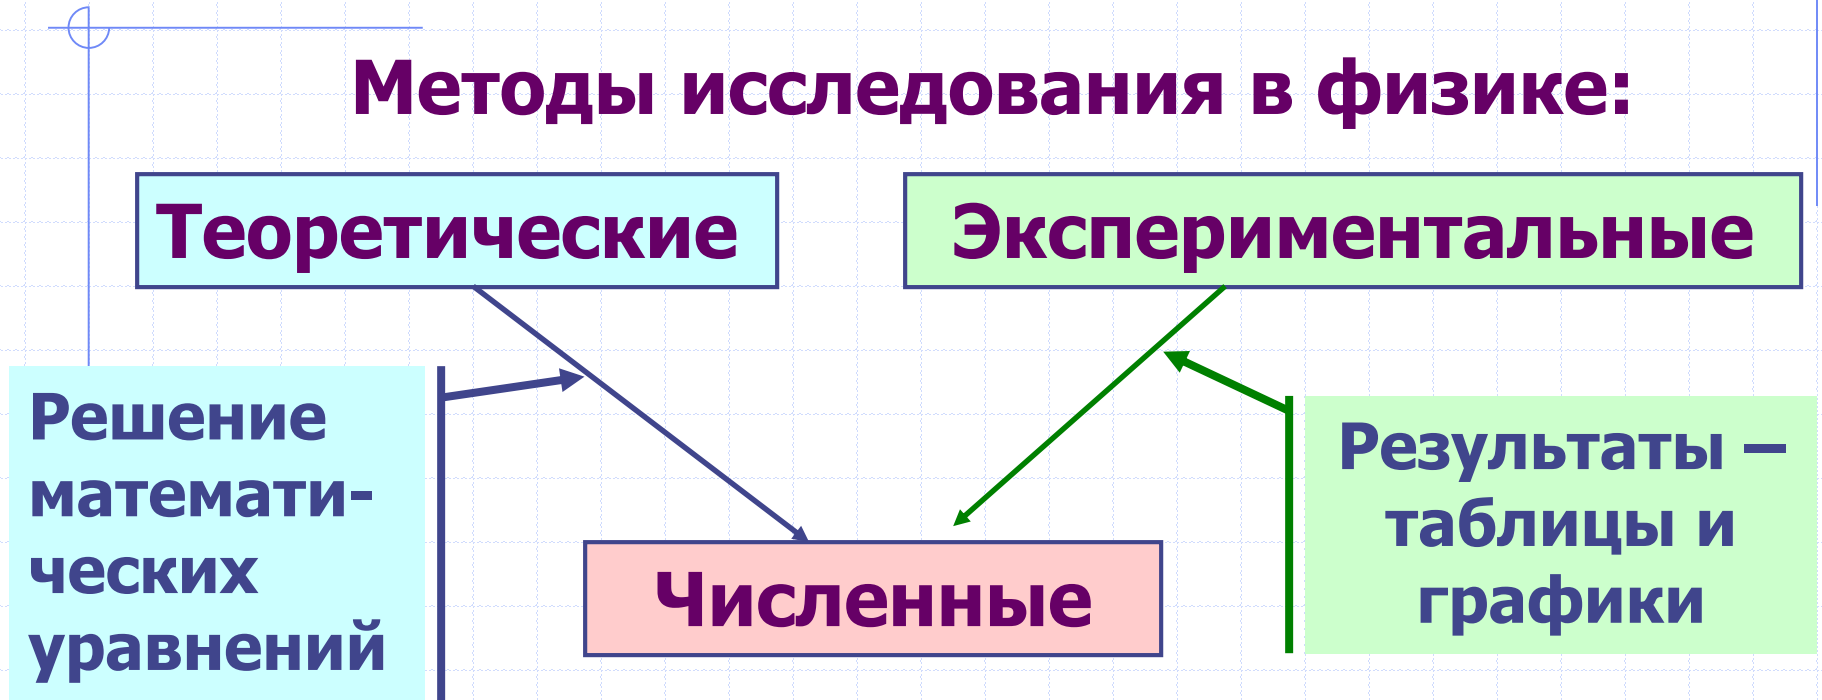 Методы исследования в физике:
Теоретические
Экспериментальные
Решение
математи-
ческих
уравнений
Результаты –
таблицы и
графики
Численные